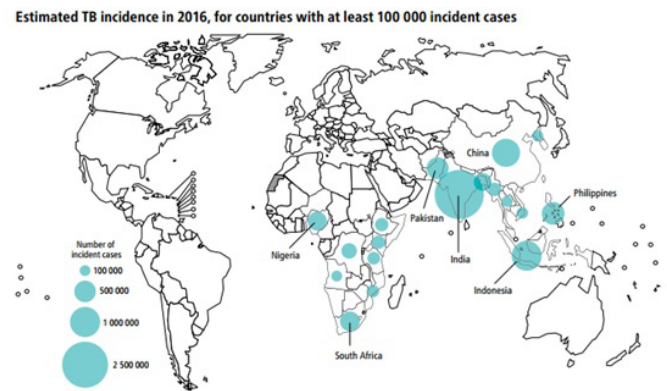 Estimated TB incidence in 2016, for countries with at least 100 000 incident cases
China
Philippines
Pakistan
Nigeria
India
Indonesia
South Africa
Number of
incident cases
100 000
500 000
1 000 000
2 500 000